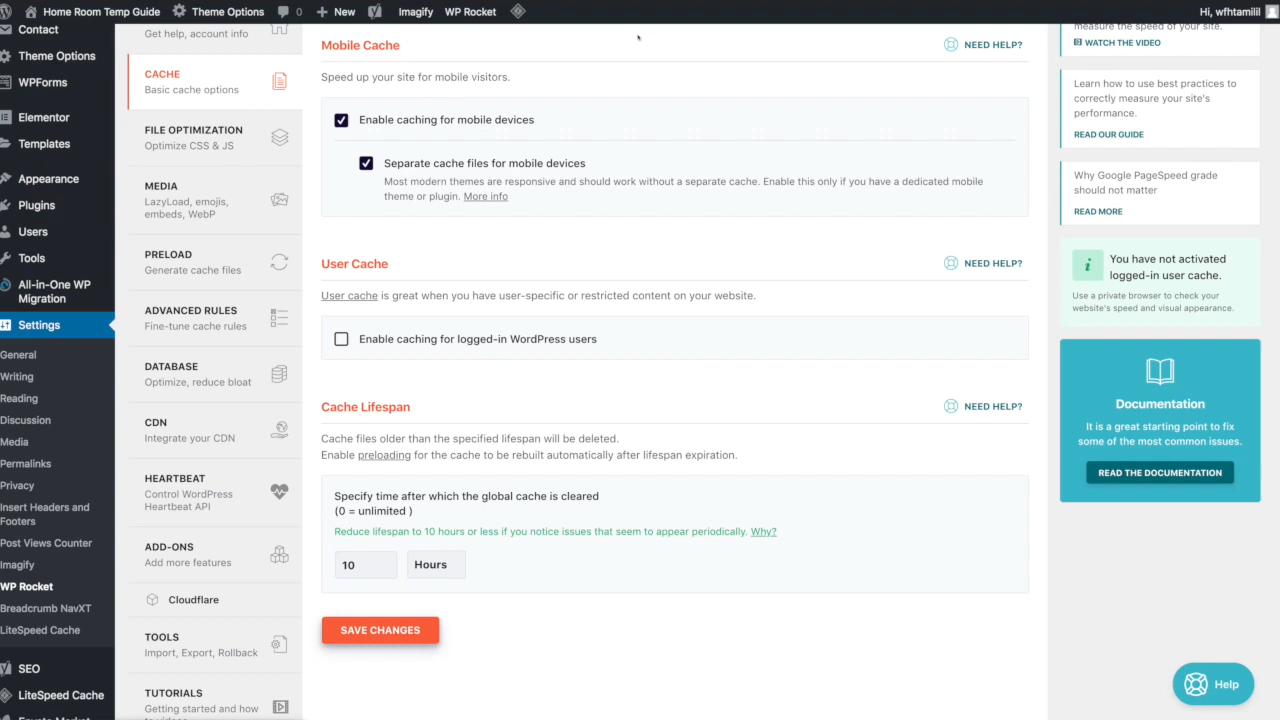 Home Room Temp Guide
Theme Options
0
New
Imagify
WP Rocket
Hi, wfhtamiiil
Contact
Theme Options
WPForms
Elementor
Templates
Appearance
Plugins
Users
Tools
All-in-One WP
Migration
Settings
General
Writing
Reading
Discussion
Media
Permalinks
Privacy
Insert Headers and
Footers
Post Views Counter
Imagify
WP Rocket
Breadcrumb NavXT
LiteSpeed Cache
SEO
LiteSpeed Cache
Get help, account info
CACHE
Basic cache options
FILE OPTIMIZATION
Optimize CSS & JS
MEDIA
LazyLoad, emojis,
embeds, WebP
PRELOAD
Generate cache files
ADVANCED RULES
Fine-tune cache rules
DATABASE
Optimize, reduce bloat
CDN
Integrate your CDN
HEARTBEAT
Control WordPress
Heartbeat API
ADD-ONS
Add more features
Cloudflare
TOOLS
Import, Export, Rollback
TUTORIALS
Getting started and how
Mobile Cache
NEED HELP?
Speed up your site for mobile visitors.
Enable caching for mobile devices
Separate cache files for mobile devices
Most modern themes are responsive and should work without a separate cache. Enable this only if you have a dedicated mobile
theme or plugin. More info
User Cache
NEED HELP?
User cache is great when you have user-specific or restricted content on your website.
Enable caching for logged-in WordPress users
Cache Lifespan
NEED HELP?
Cache files older than the specified lifespan will be deleted.
Enable preloading for the cache to be rebuilt automatically after lifespan expiration.
Specify time after which the global cache is cleared
(0 = unlimited )
Reduce lifespan to 10 hours or less if you notice issues that seem to appear periodically. Why?
10
Hours
SAVE CHANGES
measure the speed of your site.
WATCH THE VIDEO
Learn how to use best practices to
correctly measure your site's
performance.
READ OUR GUIDE
Why Google PageSpeed grade
should not matter
READ MORE
You have not activated
logged-in user cache.
Use a private browser to check your
website's speed and visual appearance.
Documentation
It is a great starting point to fix
some of the most common issues.
READ THE DOCUMENTATION
Help